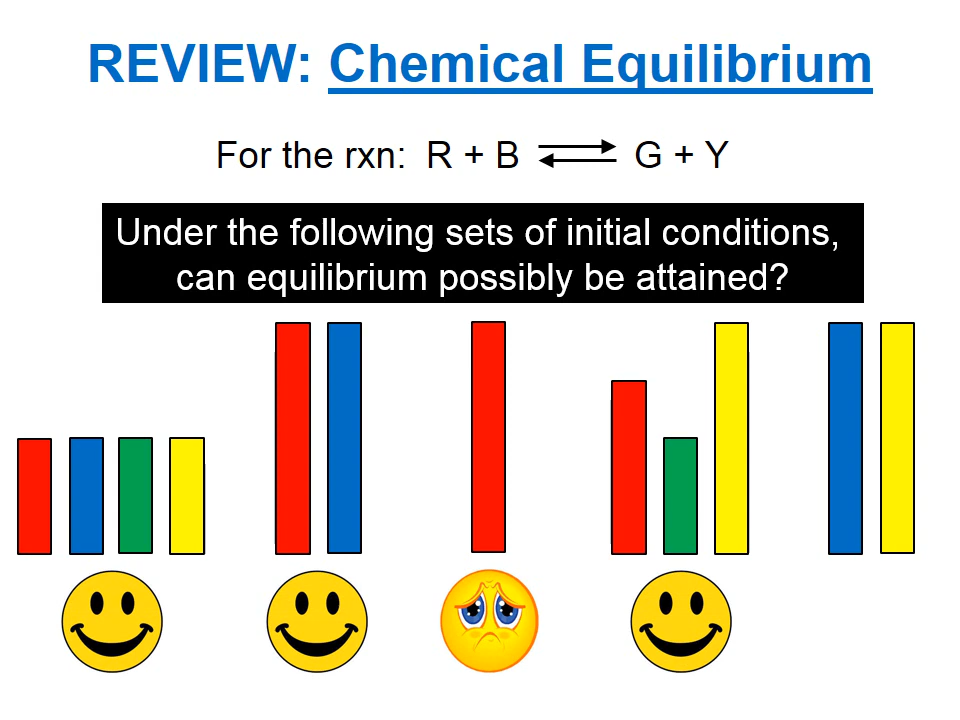 REVIEW: Chemical Equilibrium
For the rxn: R + B ⇄ G + Y
Under the following sets of initial conditions,
can equilibrium possibly be attained?